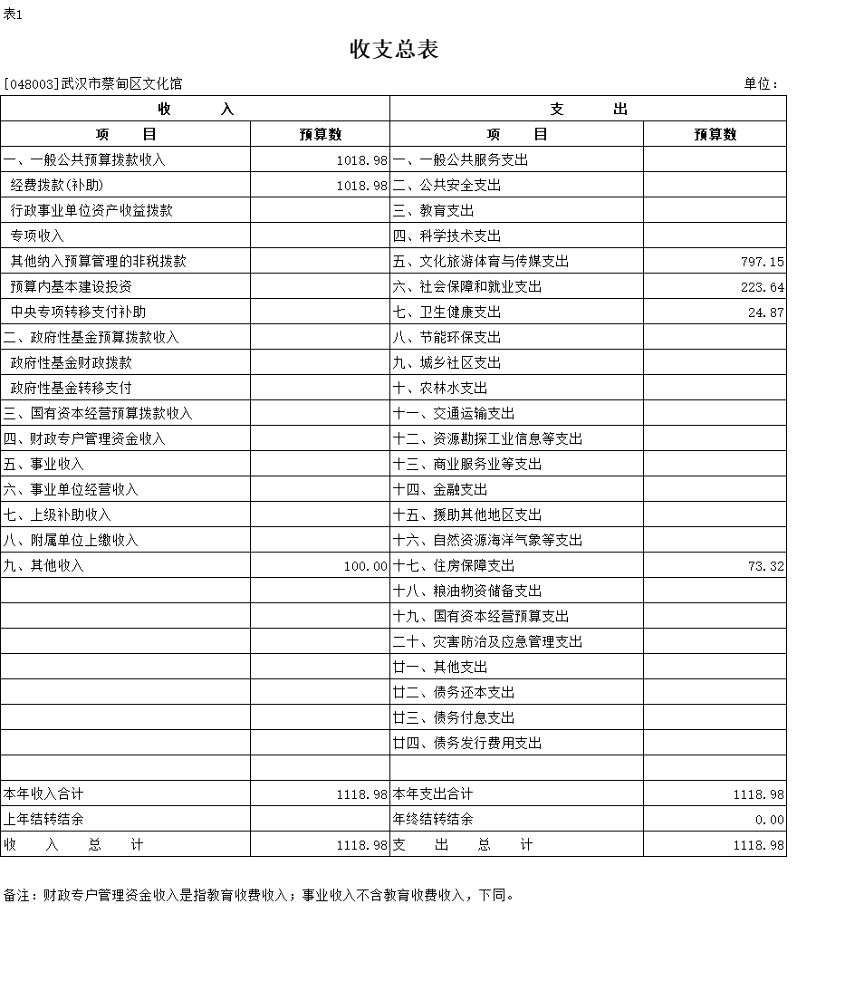 表1
收支总表
[048003]武汉市蔡甸区文化馆 单位：
收 入 支 出
项 目 预算数 项 目 预算数
一、一般公共预算拨款收入 1018.98 一、一般公共服务支出
经费拨款(补助) 1018.98 二、公共安全支出
行政事业单位资产收益拨款 三、教育支出
专项收入 四、科学技术支出
其他纳入预算管理的非税拨款 五、文化旅游体育与传媒支出 797.15
预算内基本建设投资 六、社会保障和就业支出 223.64
中央专项转移支付补助 七、卫生健康支出 24.87
二、政府性基金预算拨款收入 八、节能环保支出
政府性基金财政拨款 九、城乡社区支出
政府性基金转移支付 十、农林水支出
三、国有资本经营预算拨款收入 十一、交通运输支出
四、财政专户管理资金收入 十二、资源勘探工业信息等支出
五、事业收入 十三、商业服务业等支出
六、事业单位经营收入 十四、金融支出
七、上级补助收入 十五、援助其他地区支出
八、附属单位上缴收入 十六、自然资源海洋气象等支出
九、其他收入 100.00 十七、住房保障支出 73.32
十八、粮油物资储备支出
十九、国有资本经营预算支出
二十、灾害防治及应急管理支出
廿一、其他支出
廿二、债务还本支出
廿三、债务付息支出
廿四、债务发行费用支出
本年收入合计 1118.98 本年支出合计 1118.98
上年结转结余 年终结转结余 0.00
收 入 总 计 1118.98 支 出 总 计 1118.98
备注：财政专户管理资金收入是指教育收费收入；事业收入不含教育收费收入，下同。